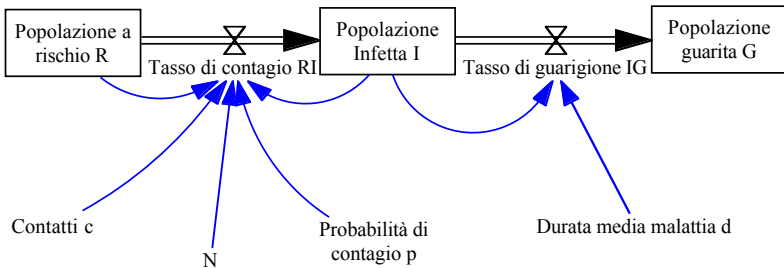 Popolazione a
rischio R
Popolazione
Infetta I
Popolazione
guarita G
Tasso di contagio RI
Tasso di guarigione IG
Contatti c
N
Probabilità di
contagio p
Durata media malattia d